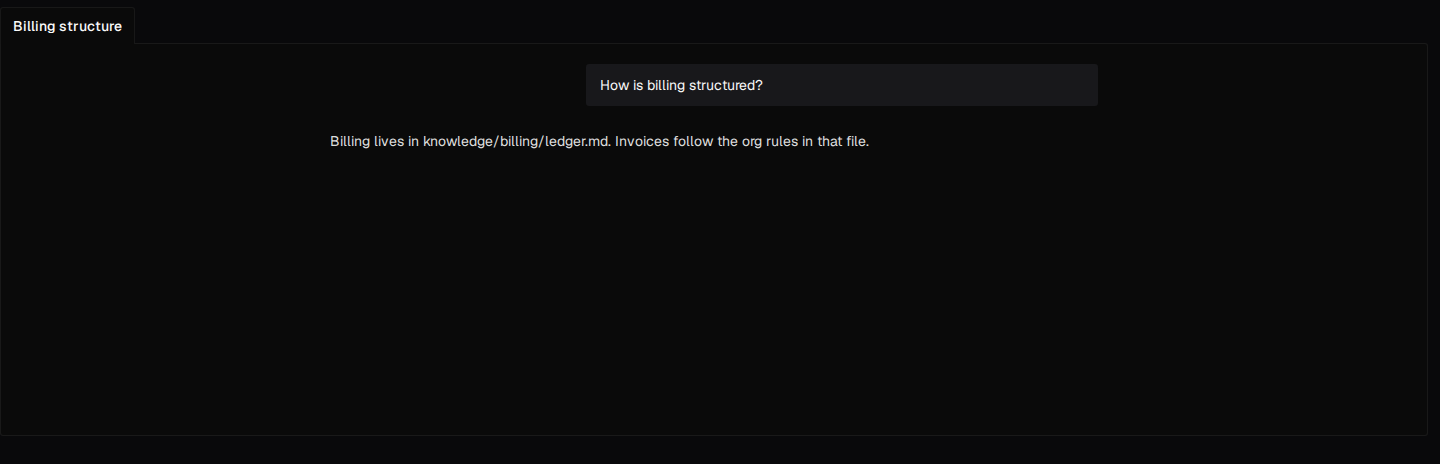 Billing structure
How is billing structured?
Billing lives in knowledge/billing/ledger.md. Invoices follow the org rules in that file.